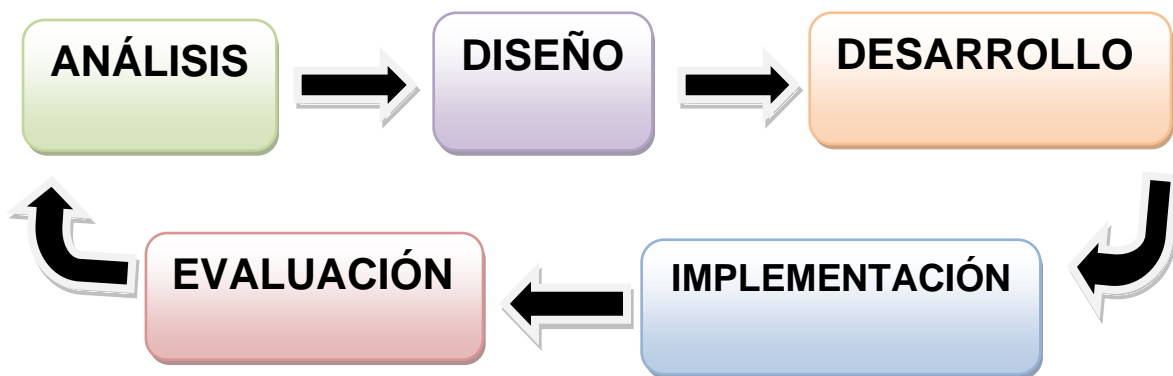 ANÁLISIS
DISEÑO
DESARROLLO
IMPLEMENTACIÓN
EVALUACIÓN